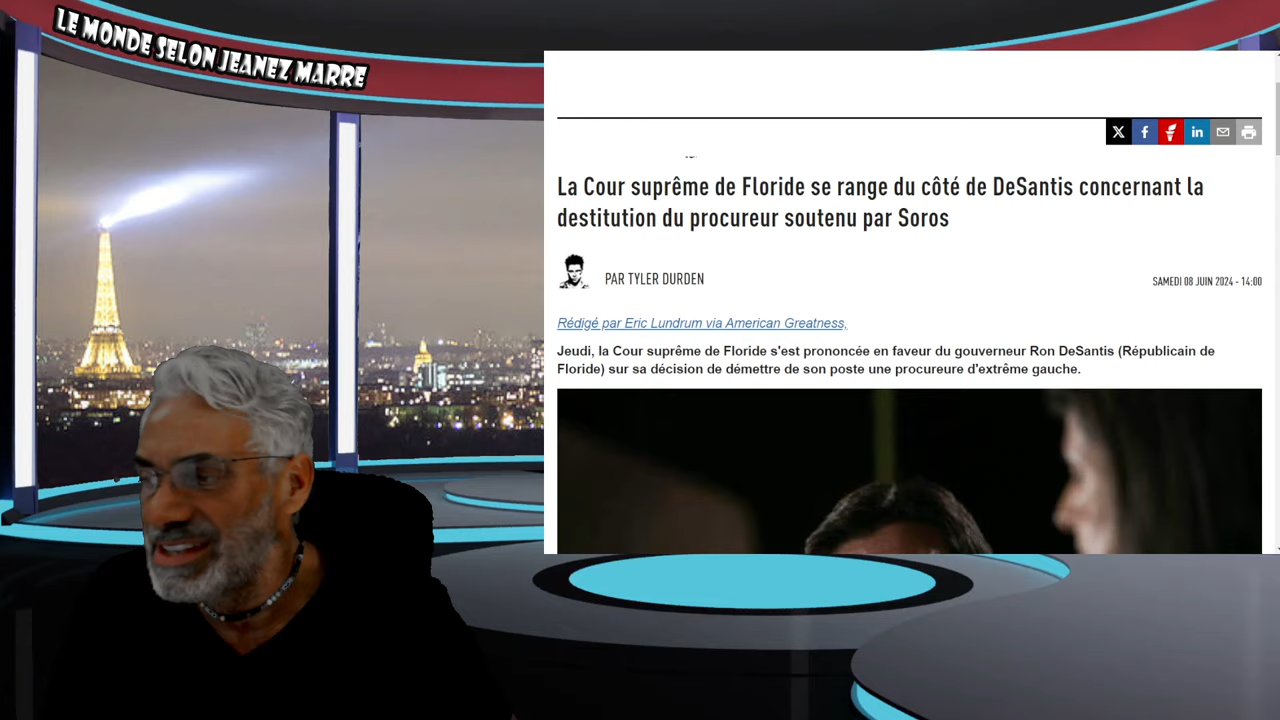 LE MONDE SELON JEANEZ MARRE
La Cour suprême de Floride se range du côté de DeSantis concernant la
destitution du procureur soutenu par Soros
PAR TYLER DURDEN
SAMEDI 08 JUIN 2024 - 14:00
Rédigé par Eric Lundrum via American Greatness,
Jeudi, la Cour suprême de Floride s'est prononcée en faveur du gouverneur Ron DeSantis (Républicain de
Floride) sur sa décision de démettre de son poste une procureure d'extrême gauche.